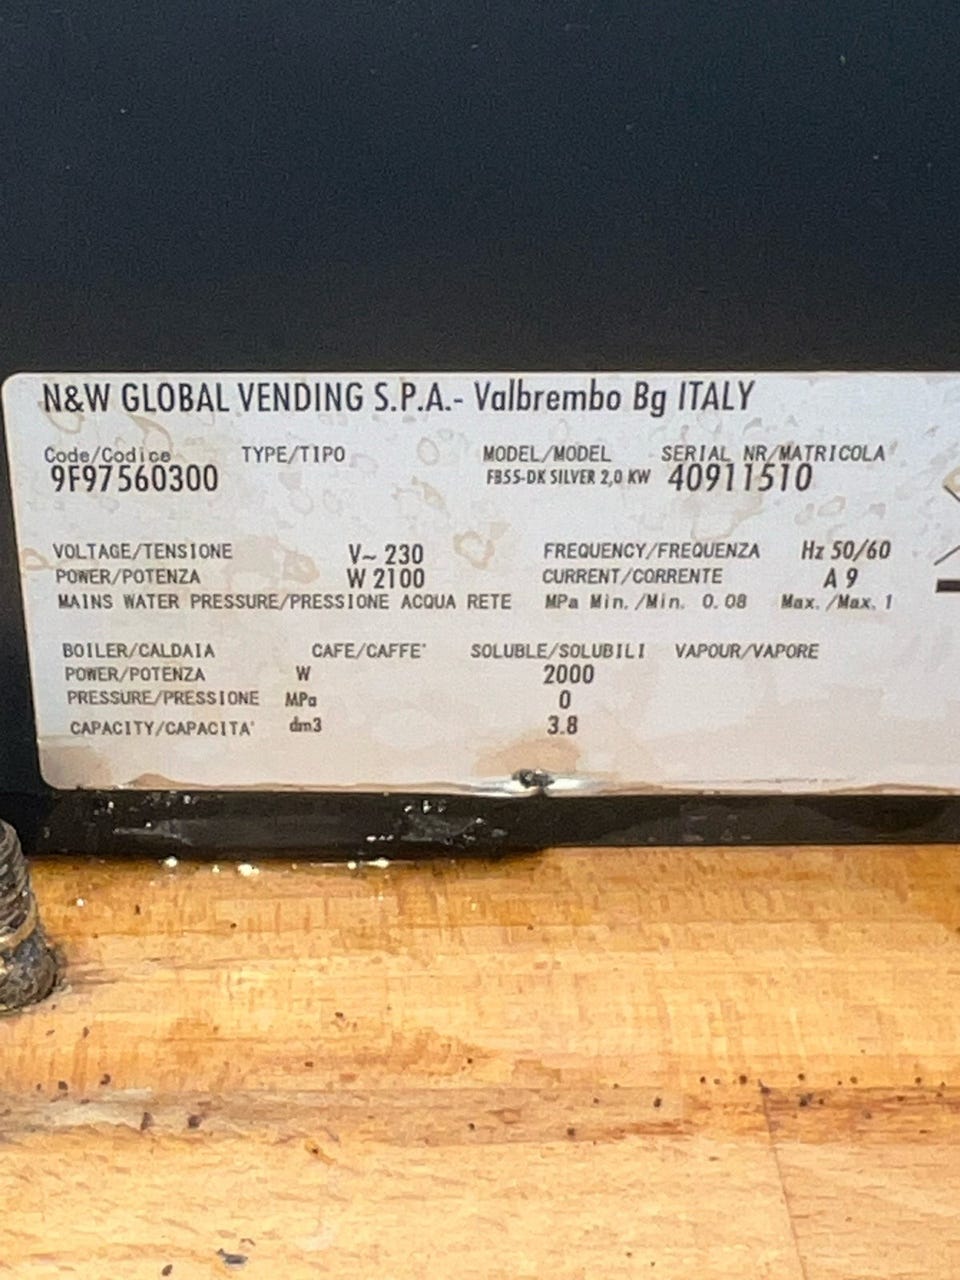 N&W GLOBAL VENDING S.P.A.- Valbrembo Bg ITALY
Code/Codice TYPE/TIPO MODEL/MODEL SERIAL NR/MATRICOLA
9F97560300 FB55-DK SILVER 2,0 KW 40911510
VOLTAGE/TENSIONE V~ 230 FREQUENCY/FREQUENZA Hz 50/60
POWER/POTENZA W 2100 CURRENT/CORRENTE A 9
MAINS WATER PRESSURE/PRESSIONE ACQUA RETE MPa Min./Min. 0.08 Max./Max. 1
BOILER/CALDAIA CAFE/CAFFE' SOLUBLE/SOLUBILI VAPOUR/VAPORE
POWER/POTENZA W 2000
PRESSURE/PRESSIONE MPa 0
CAPACITY/CAPACITA' dm3 3.8